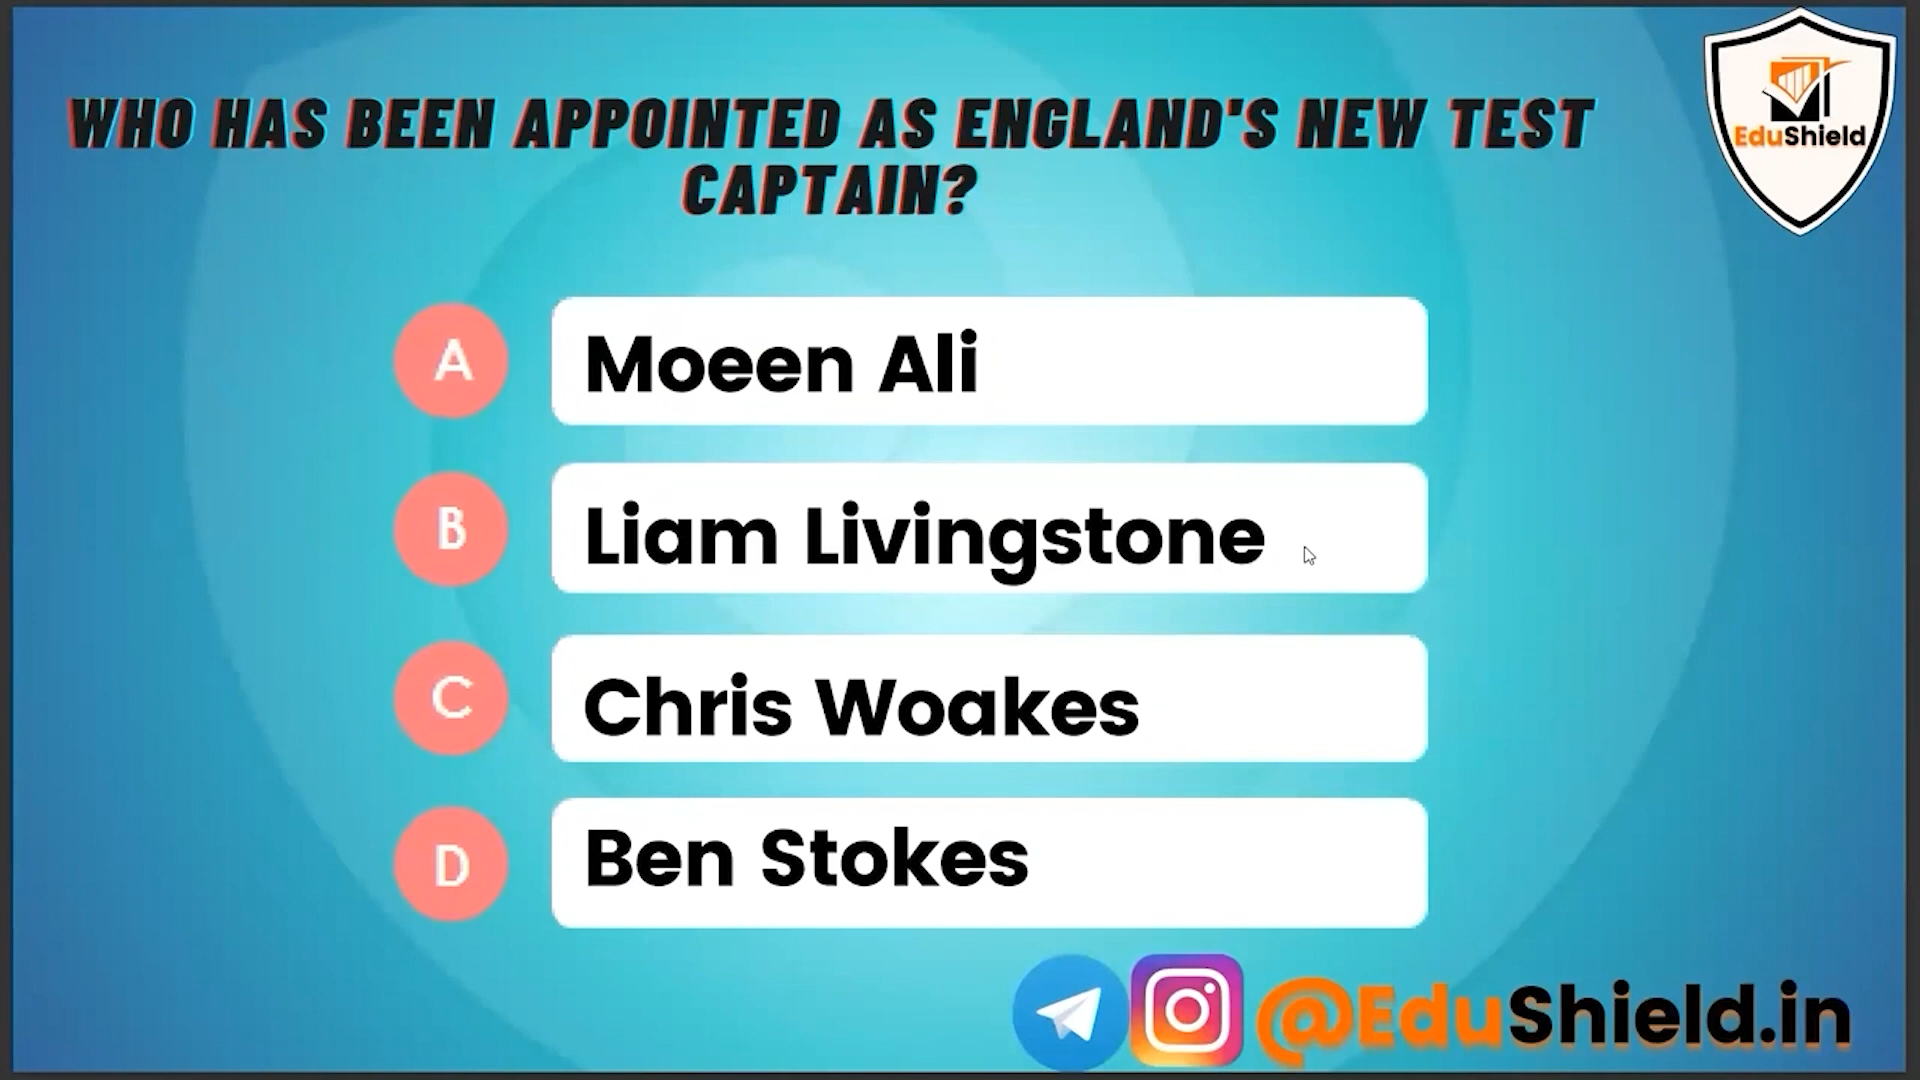 WHO HAS BEEN APPOINTED AS ENGLAND'S NEW TEST
CAPTAIN?
EduShield
A
Moeen Ali
B
Liam Livingstone
C
Chris Woakes
D
Ben Stokes
@EduShield.in